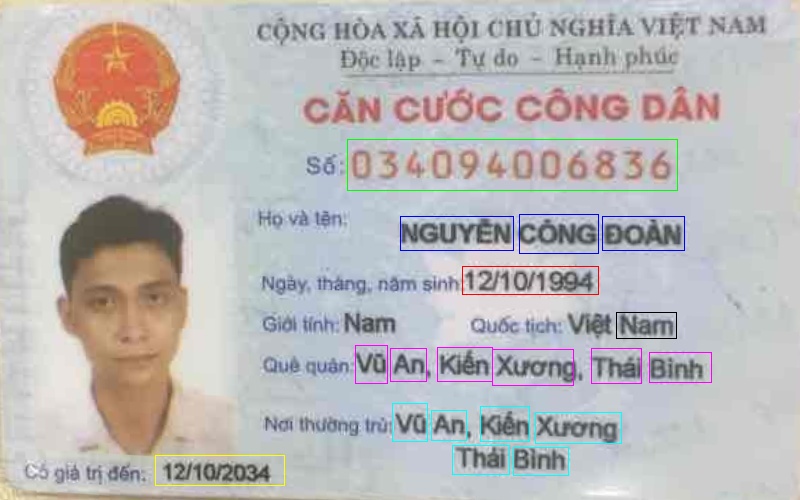 CỘNG HÒA XÃ HỘI CHỦ NGHĨA VIỆT NAM
Độc lập - Tự do - Hạnh phúc
CĂN CƯỚC CÔNG DÂN
Số: 034094006836
Họ và tên: NGUYỄN CÔNG ĐOÀN
Ngày, tháng, năm sinh: 12/10/1994
Giới tính: Nam Quốc tịch: Việt Nam
Quê quán: Vũ An, Kiến Xương, Thái Bình
Nơi thường trú: Vũ An, Kiến Xương
Thái Bình
Có giá trị đến: 12/10/2034